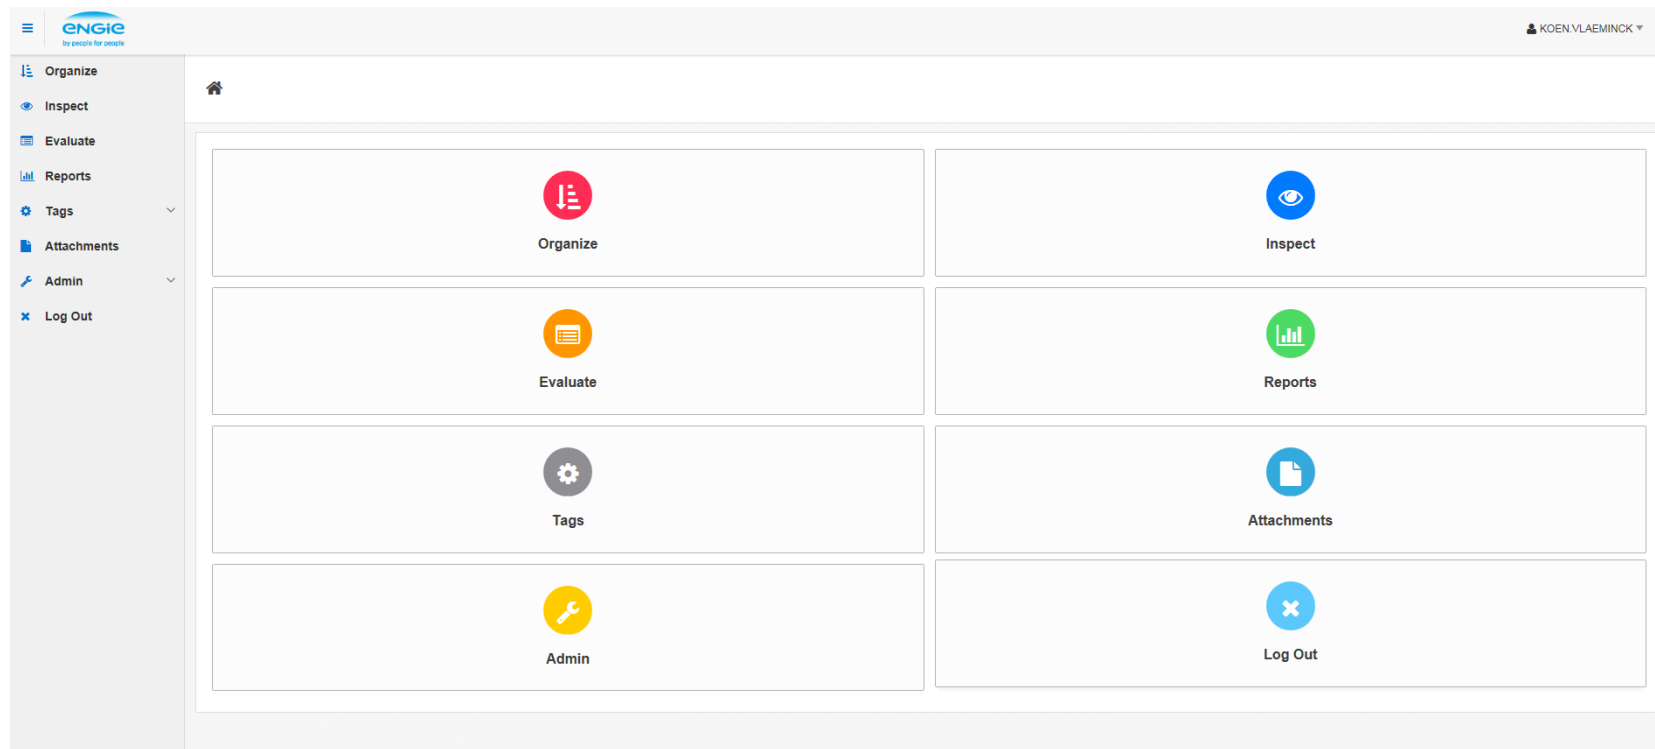 ENGIE
by people for people
KOEN.VLAEMINCK
Organize
Inspect
Evaluate
Reports
Tags
Attachments
Admin
Log Out
Organize
Inspect
Evaluate
Reports
Tags
Attachments
Admin
Log Out